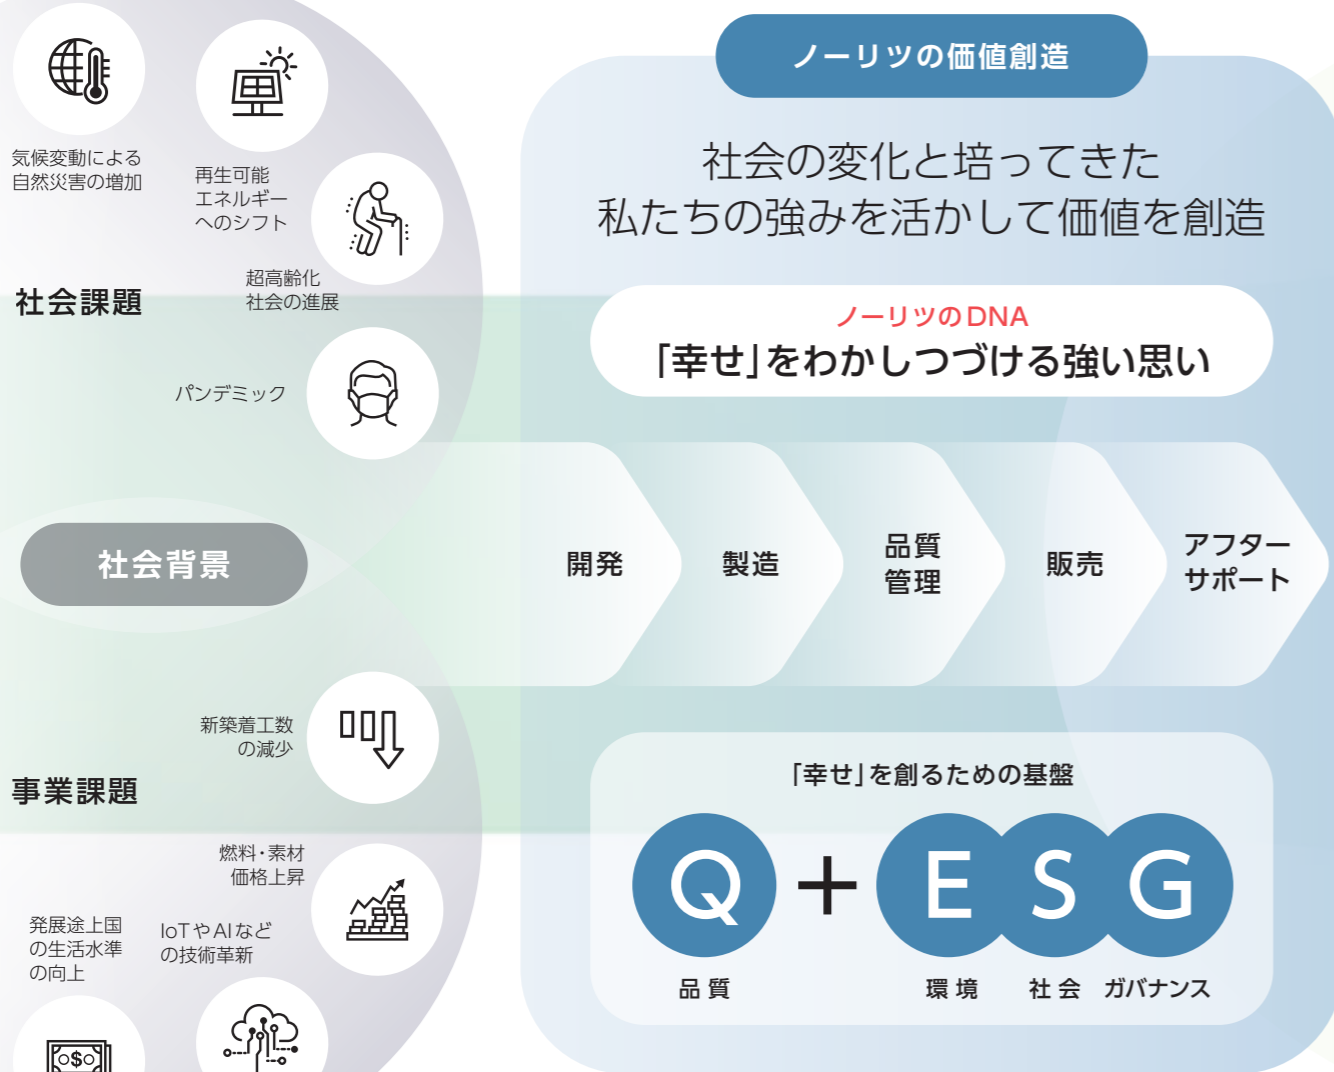 気候変動による
自然災害の増加
再生可能
エネルギー
へのシフト
超高齢化
社会の進展
社会課題
パンデミック
社会背景
新築着工数
の減少
事業課題
燃料・素材
価格上昇
発展途上国
の生活水準
の向上
IoTやAIなど
の技術革新
$
ノーリツの価値創造
社会の変化と培ってきた
私たちの強みを活かして価値を創造
ノーリツのDNA
「幸せ」をわかしつづける強い思い
開発
製造
品質
管理
販売
アフター
サポート
「幸せ」を創るための基盤
Q + E S G
品質
環境
社会
ガバナンス